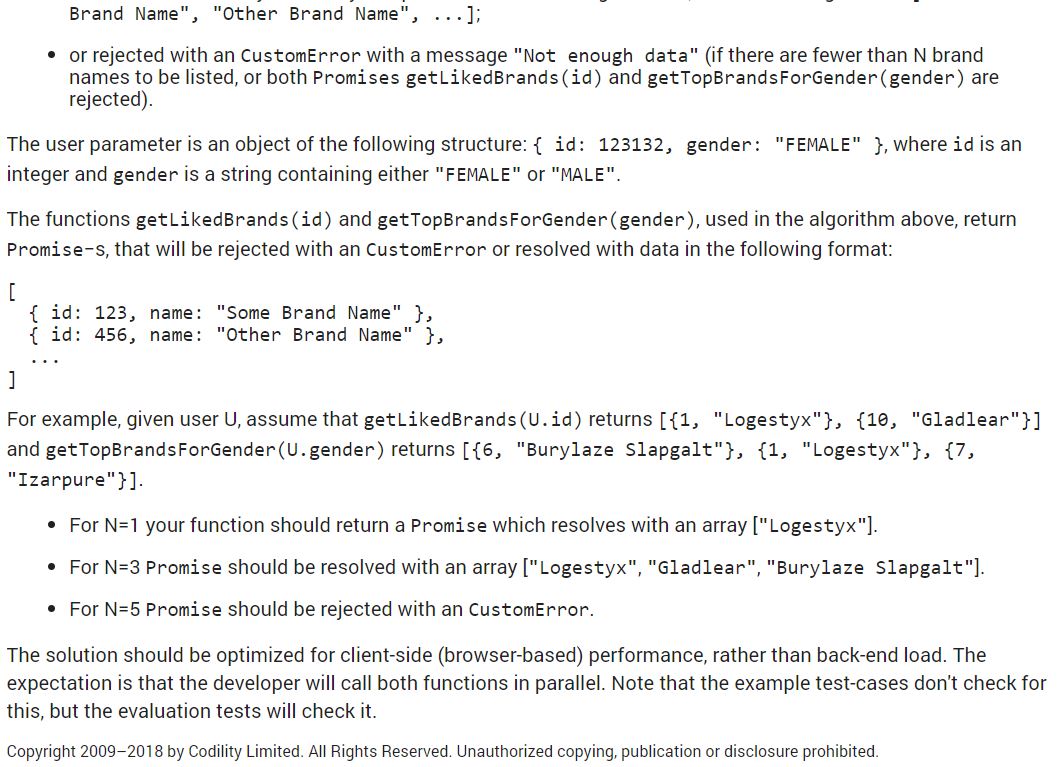 Brand Name", "Other Brand Name", ...];
• or rejected with an CustomError with a message "Not enough data" (if there are fewer than N brand
names to be listed, or both Promises getLikedBrands(id) and getTopBrandsForGender(gender) are
rejected).
The user parameter is an object of the following structure: { id: 123132, gender: "FEMALE" }, where id is an
integer and gender is a string containing either "FEMALE" or "MALE".
The functions getLikedBrands(id) and getTopBrandsForGender(gender), used in the algorithm above, return
Promise-s, that will be rejected with an CustomError or resolved with data in the following format:
[
{ id: 123, name: "Some Brand Name" },
{ id: 456, name: "Other Brand Name" },
...
]
For example, given user U, assume that getLikedBrands(U.id) returns [{1, "Logestyx"}, {10, "Gladlear"}]
and getTopBrandsForGender(U.gender) returns [{6, "Burylaze Slapgalt"}, {1, "Logestyx"}, {7,
"Izarpure"}].
• For N=1 your function should return a Promise which resolves with an array ["Logestyx"].
• For N=3 Promise should be resolved with an array ["Logestyx", "Gladlear", "Burylaze Slapgalt"].
• For N=5 Promise should be rejected with an CustomError.
The solution should be optimized for client-side (browser-based) performance, rather than back-end load. The
expectation is that the developer will call both functions in parallel. Note that the example test-cases don't check for
this, but the evaluation tests will check it.
Copyright 2009–2018 by Codility Limited. All Rights Reserved. Unauthorized copying, publication or disclosure prohibited.